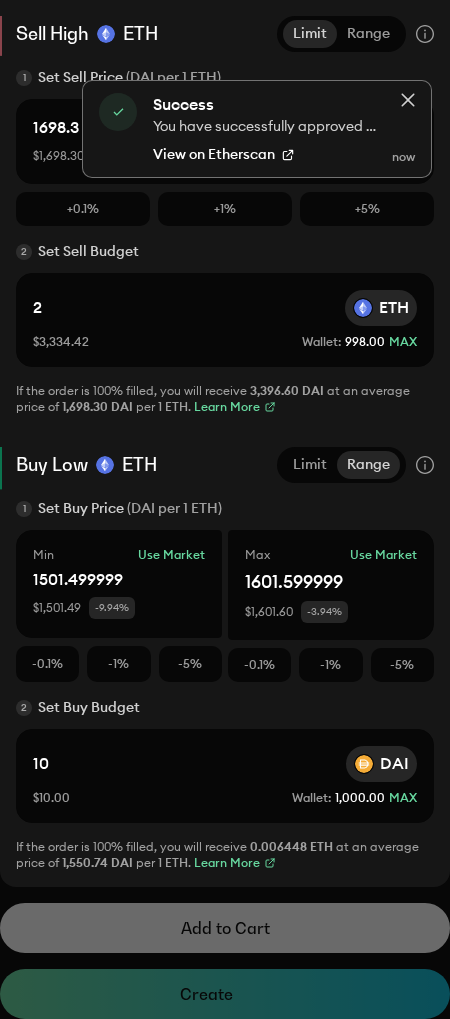 Sell High ETH
Limit Range
1 Set Sell Price (DAI per 1 ETH)
Success
You have successfully approved ...
View on Etherscan
now
1698.3
$1,698.30
+0.1% +1% +5%
2 Set Sell Budget
2 ETH
$3,334.42 Wallet: 998.00 MAX
If the order is 100% filled, you will receive 3,396.60 DAI at an average
price of 1,698.30 DAI per 1 ETH. Learn More
Buy Low ETH
Limit Range
1 Set Buy Price (DAI per 1 ETH)
Min Use Market
1501.499999
$1,501.49 -9.94%
Max Use Market
1601.599999
$1,601.60 -3.94%
-0.1% -1% -5% -0.1% -1% -5%
2 Set Buy Budget
10 DAI
$10.00 Wallet: 1,000.00 MAX
If the order is 100% filled, you will receive 0.006448 ETH at an average
price of 1,550.74 DAI per 1 ETH. Learn More
Add to Cart
Create